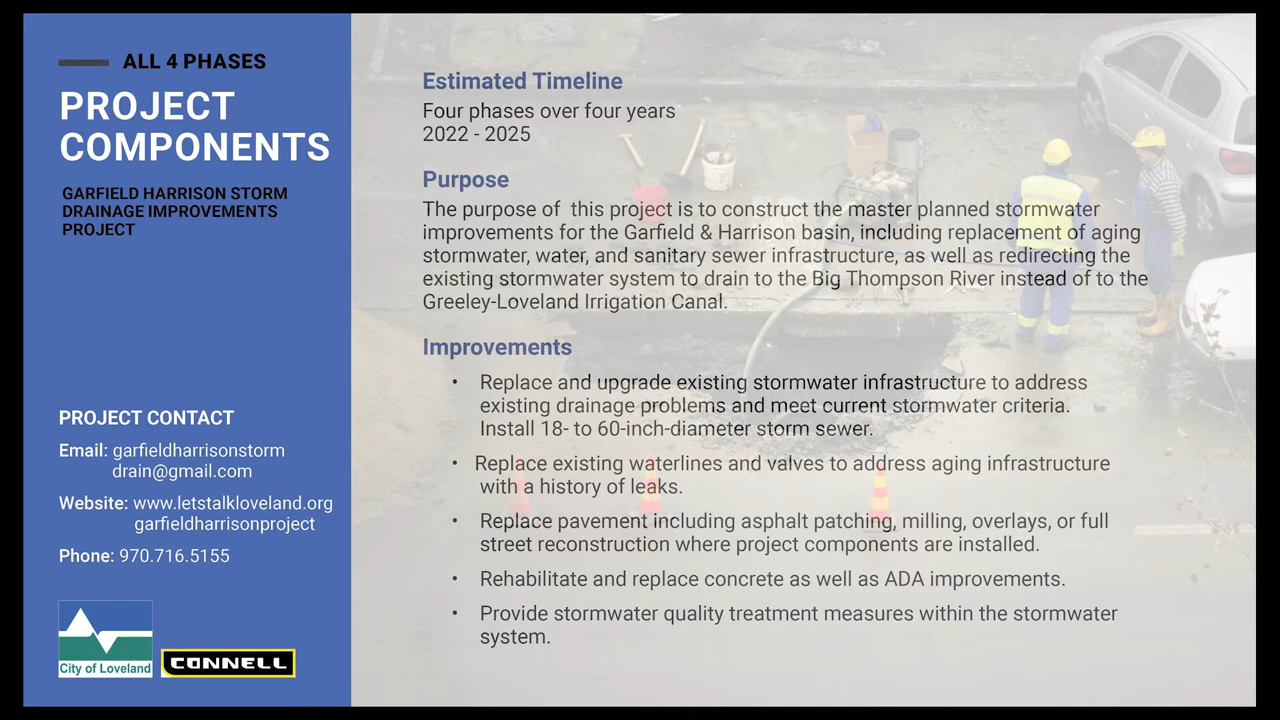 ALL 4 PHASES
PROJECT
COMPONENTS
GARFIELD HARRISON STORM
DRAINAGE IMPROVEMENTS
PROJECT
PROJECT CONTACT
Email: garfieldharrisonstorm
drain@gmail.com
Website: www.letstalkloveland.org
garfieldharrisonproject
Phone: 970.716.5155
City of Loveland
CONNELL
Estimated Timeline
Four phases over four years
2022 - 2025
Purpose
The purpose of this project is to construct the master planned stormwater
improvements for the Garfield & Harrison basin, including replacement of aging
stormwater, water, and sanitary sewer infrastructure, as well as redirecting the
existing stormwater system to drain to the Big Thompson River instead of to the
Greeley-Loveland Irrigation Canal.
Improvements
• Replace and upgrade existing stormwater infrastructure to address
existing drainage problems and meet current stormwater criteria.
Install 18- to 60-inch-diameter storm sewer.
• Replace existing waterlines and valves to address aging infrastructure
with a history of leaks.
• Replace pavement including asphalt patching, milling, overlays, or full
street reconstruction where project components are installed.
• Rehabilitate and replace concrete as well as ADA improvements.
• Provide stormwater quality treatment measures within the stormwater
system.